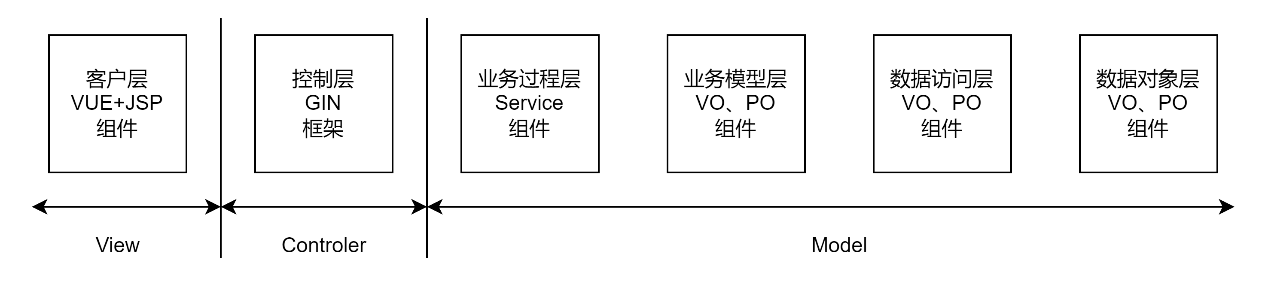 客户层
VUE+JSP
组件
控制层
GIN
框架
业务过程层
Service
组件
业务模型层
VO、PO
组件
数据访问层
VO、PO
组件
数据对象层
VO、PO
组件
View
Controler
Model